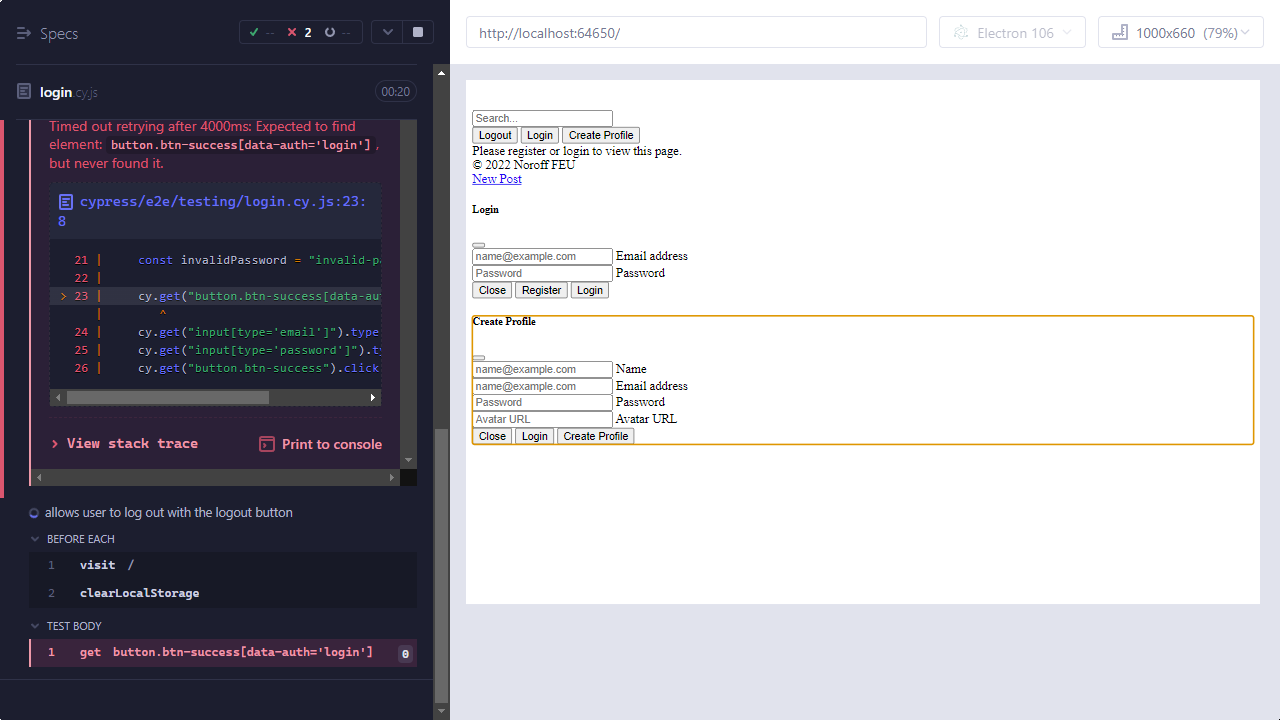 Specs
-- 2 --
login.cy.js
00:20
Timed out retrying after 4000ms: Expected to find
element: button.btn-success[data-auth='login'],
but never found it.
cypress/e2e/testing/login.cy.js:23:
8
21 | const invalidPassword = "invalid-pa
22 |
> 23 | cy.get("button.btn-success[data-aut
| ^
24 | cy.get("input[type='email']").type
25 | cy.get("input[type='password']").ty
26 | cy.get("button.btn-success").click
View stack trace
Print to console
allows user to log out with the logout button
BEFORE EACH
1 visit /
2 clearLocalStorage
TEST BODY
1 get button.btn-success[data-auth='login'] 0
http://localhost:64650/
Electron 106
1000x660 (79%)
Search...
Logout Login Create Profile
Please register or login to view this page.
© 2022 Noroff FEU
New Post
Login
name@example.com Email address
Password Password
Close Register Login
Create Profile
name@example.com Name
name@example.com Email address
Password Password
Avatar URL Avatar URL
Close Login Create Profile